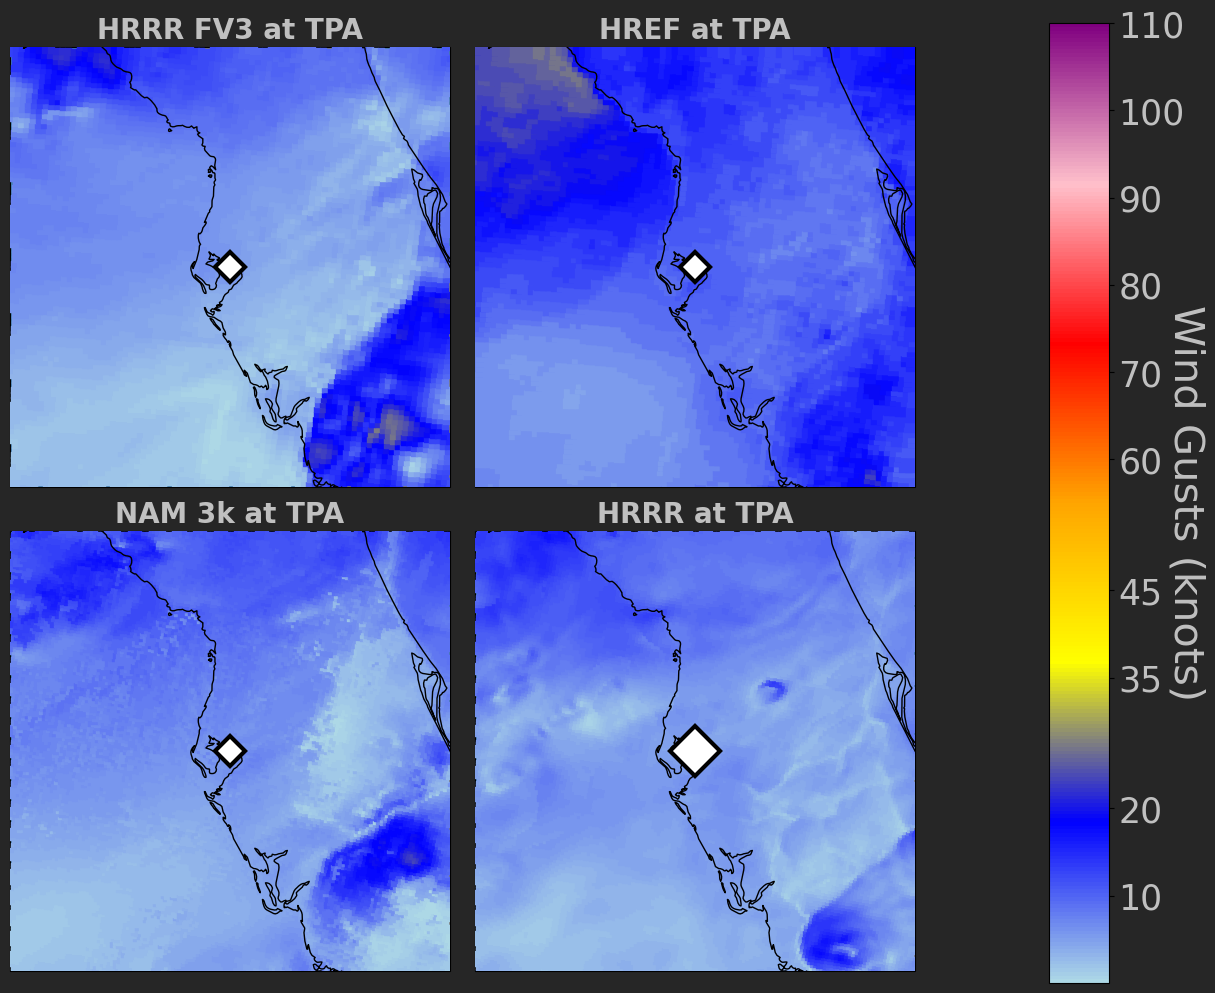 HRRR FV3 at TPA
HREF at TPA
NAM 3k at TPA
HRRR at TPA
110
100
90
80
70
60
45
35
20
10
Wind Gusts (knots)